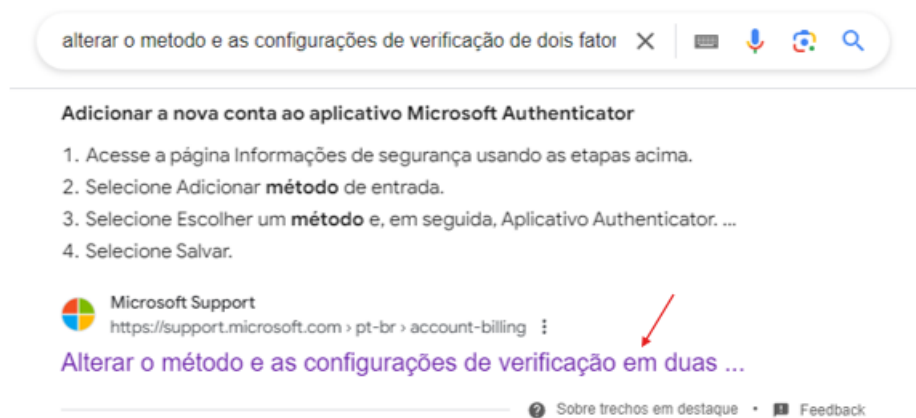 alterar o metodo e as configurações de verificação de dois fator
Adicionar a nova conta ao aplicativo Microsoft Authenticator
1. Acesse a página Informações de segurança usando as etapas acima.
2. Selecione Adicionar método de entrada.
3. Selecione Escolher um método e, em seguida, Aplicativo Authenticator. ...
4. Selecione Salvar.
Microsoft Support
https://support.microsoft.com › pt-br › account-billing
Alterar o método e as configurações de verificação em duas ...
Sobre trechos em destaque • Feedback